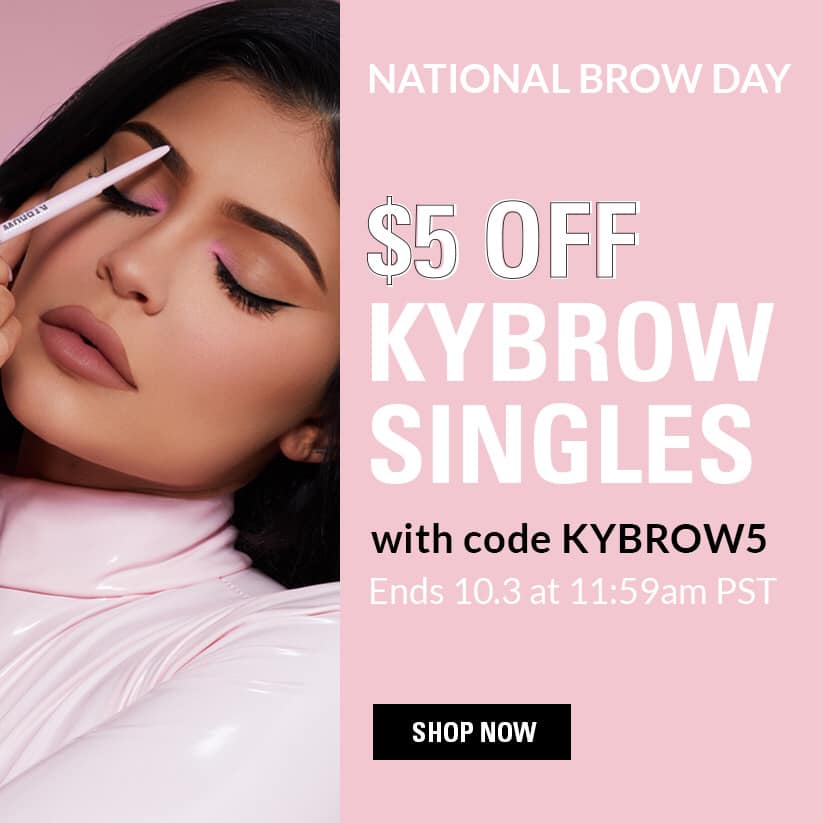 NATIONAL BROW DAY
$5 OFF
KYBROW
SINGLES
with code KYBROW5
Ends 10.3 at 11:59am PST
SHOP NOW